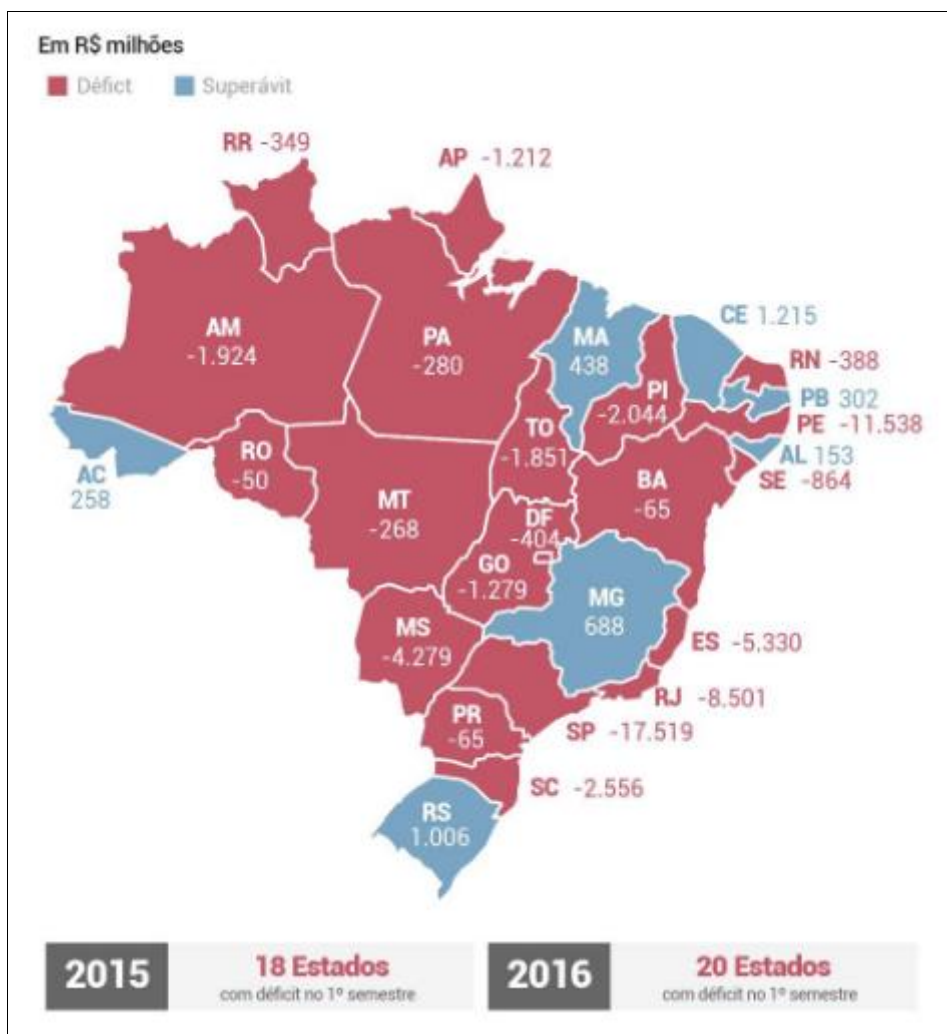 Em R$ milhões
Défict Superávit
RR -349
AP -1.212
AM
-1.924
PA
-280
MA
438
CE 1.215
RN -388
PI
-2.044
PB 302
PE -11.538
TO
-1.851
AL 153
SE -864
AC
258
RO
-50
MT
-268
BA
-65
DF
-404
GO
-1.279
MG
688
MS
-4.279
ES -5.330
RJ -8.501
PR
-65
SP -17.519
SC -2.556
RS
1.006
2015
18 Estados
com déficit no 1º semestre
2016
20 Estados
com déficit no 1º semestre